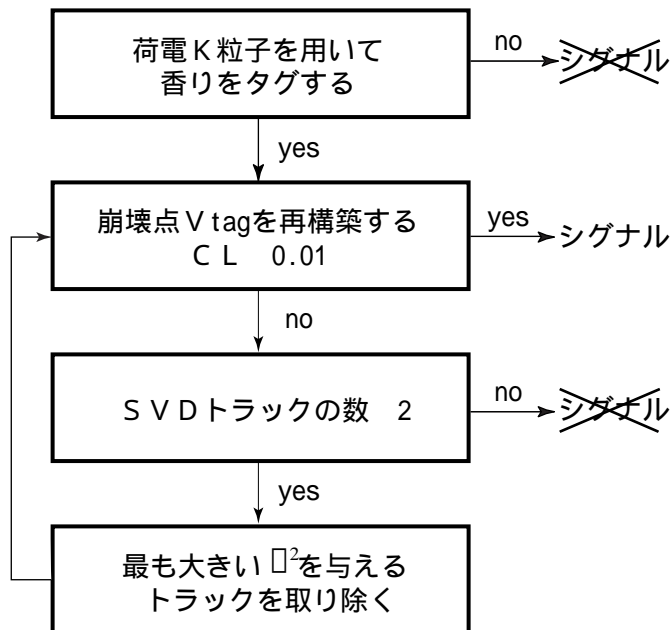 荷電K粒子を用いて
香りをタグする
no
シグナル
yes
崩壊点Vtagを再構築する
CL 0.01
yes
シグナル
no
SVDトラックの数 2
no
シグナル
yes
最も大きい□²を与える
トラックを取り除く